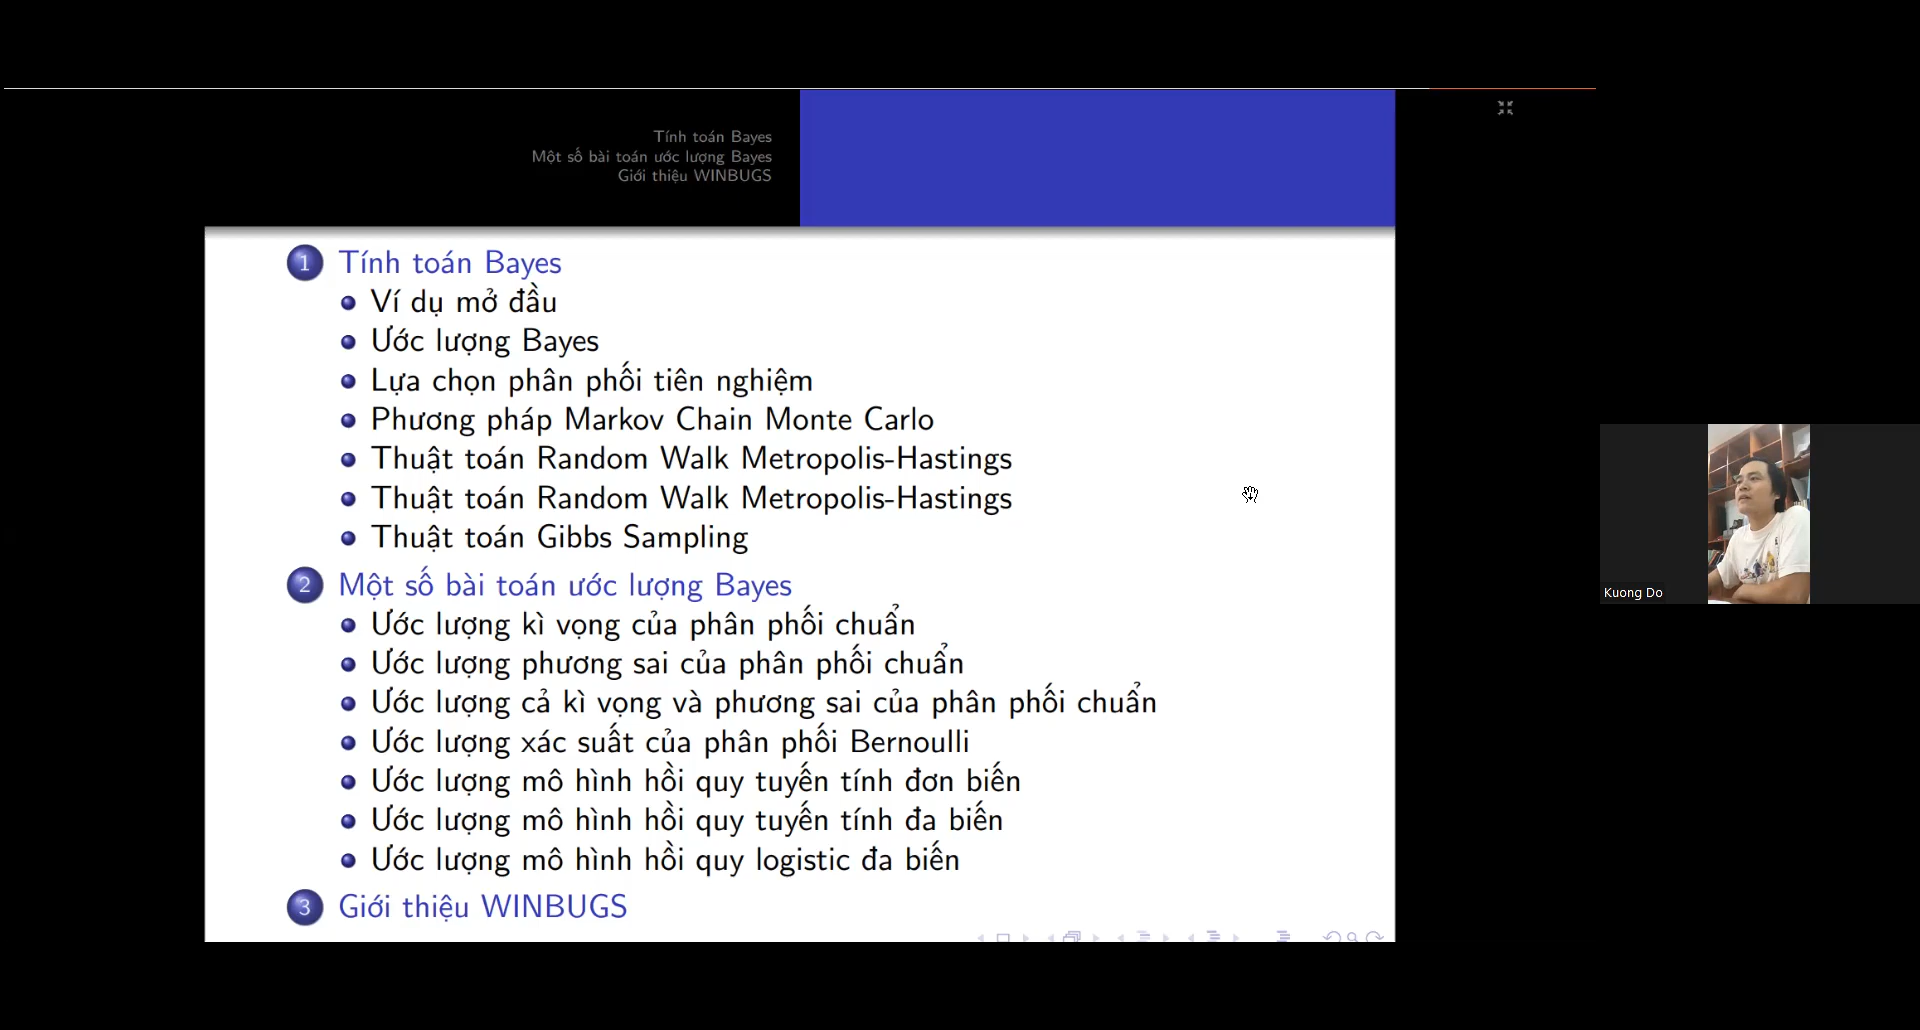 Tính toán Bayes
Một số bài toán ước lượng Bayes
Giới thiệu WINBUGS
1 Tính toán Bayes
Ví dụ mở đầu
Ước lượng Bayes
Lựa chọn phân phối tiên nghiệm
Phương pháp Markov Chain Monte Carlo
Thuật toán Random Walk Metropolis-Hastings
Thuật toán Random Walk Metropolis-Hastings
Thuật toán Gibbs Sampling
2 Một số bài toán ước lượng Bayes
Ước lượng kì vọng của phân phối chuẩn
Ước lượng phương sai của phân phối chuẩn
Ước lượng cả kì vọng và phương sai của phân phối chuẩn
Ước lượng xác suất của phân phối Bernoulli
Ước lượng mô hình hồi quy tuyến tính đơn biến
Ước lượng mô hình hồi quy tuyến tính đa biến
Ước lượng mô hình hồi quy logistic đa biến
3 Giới thiệu WINBUGS
Kuong Do